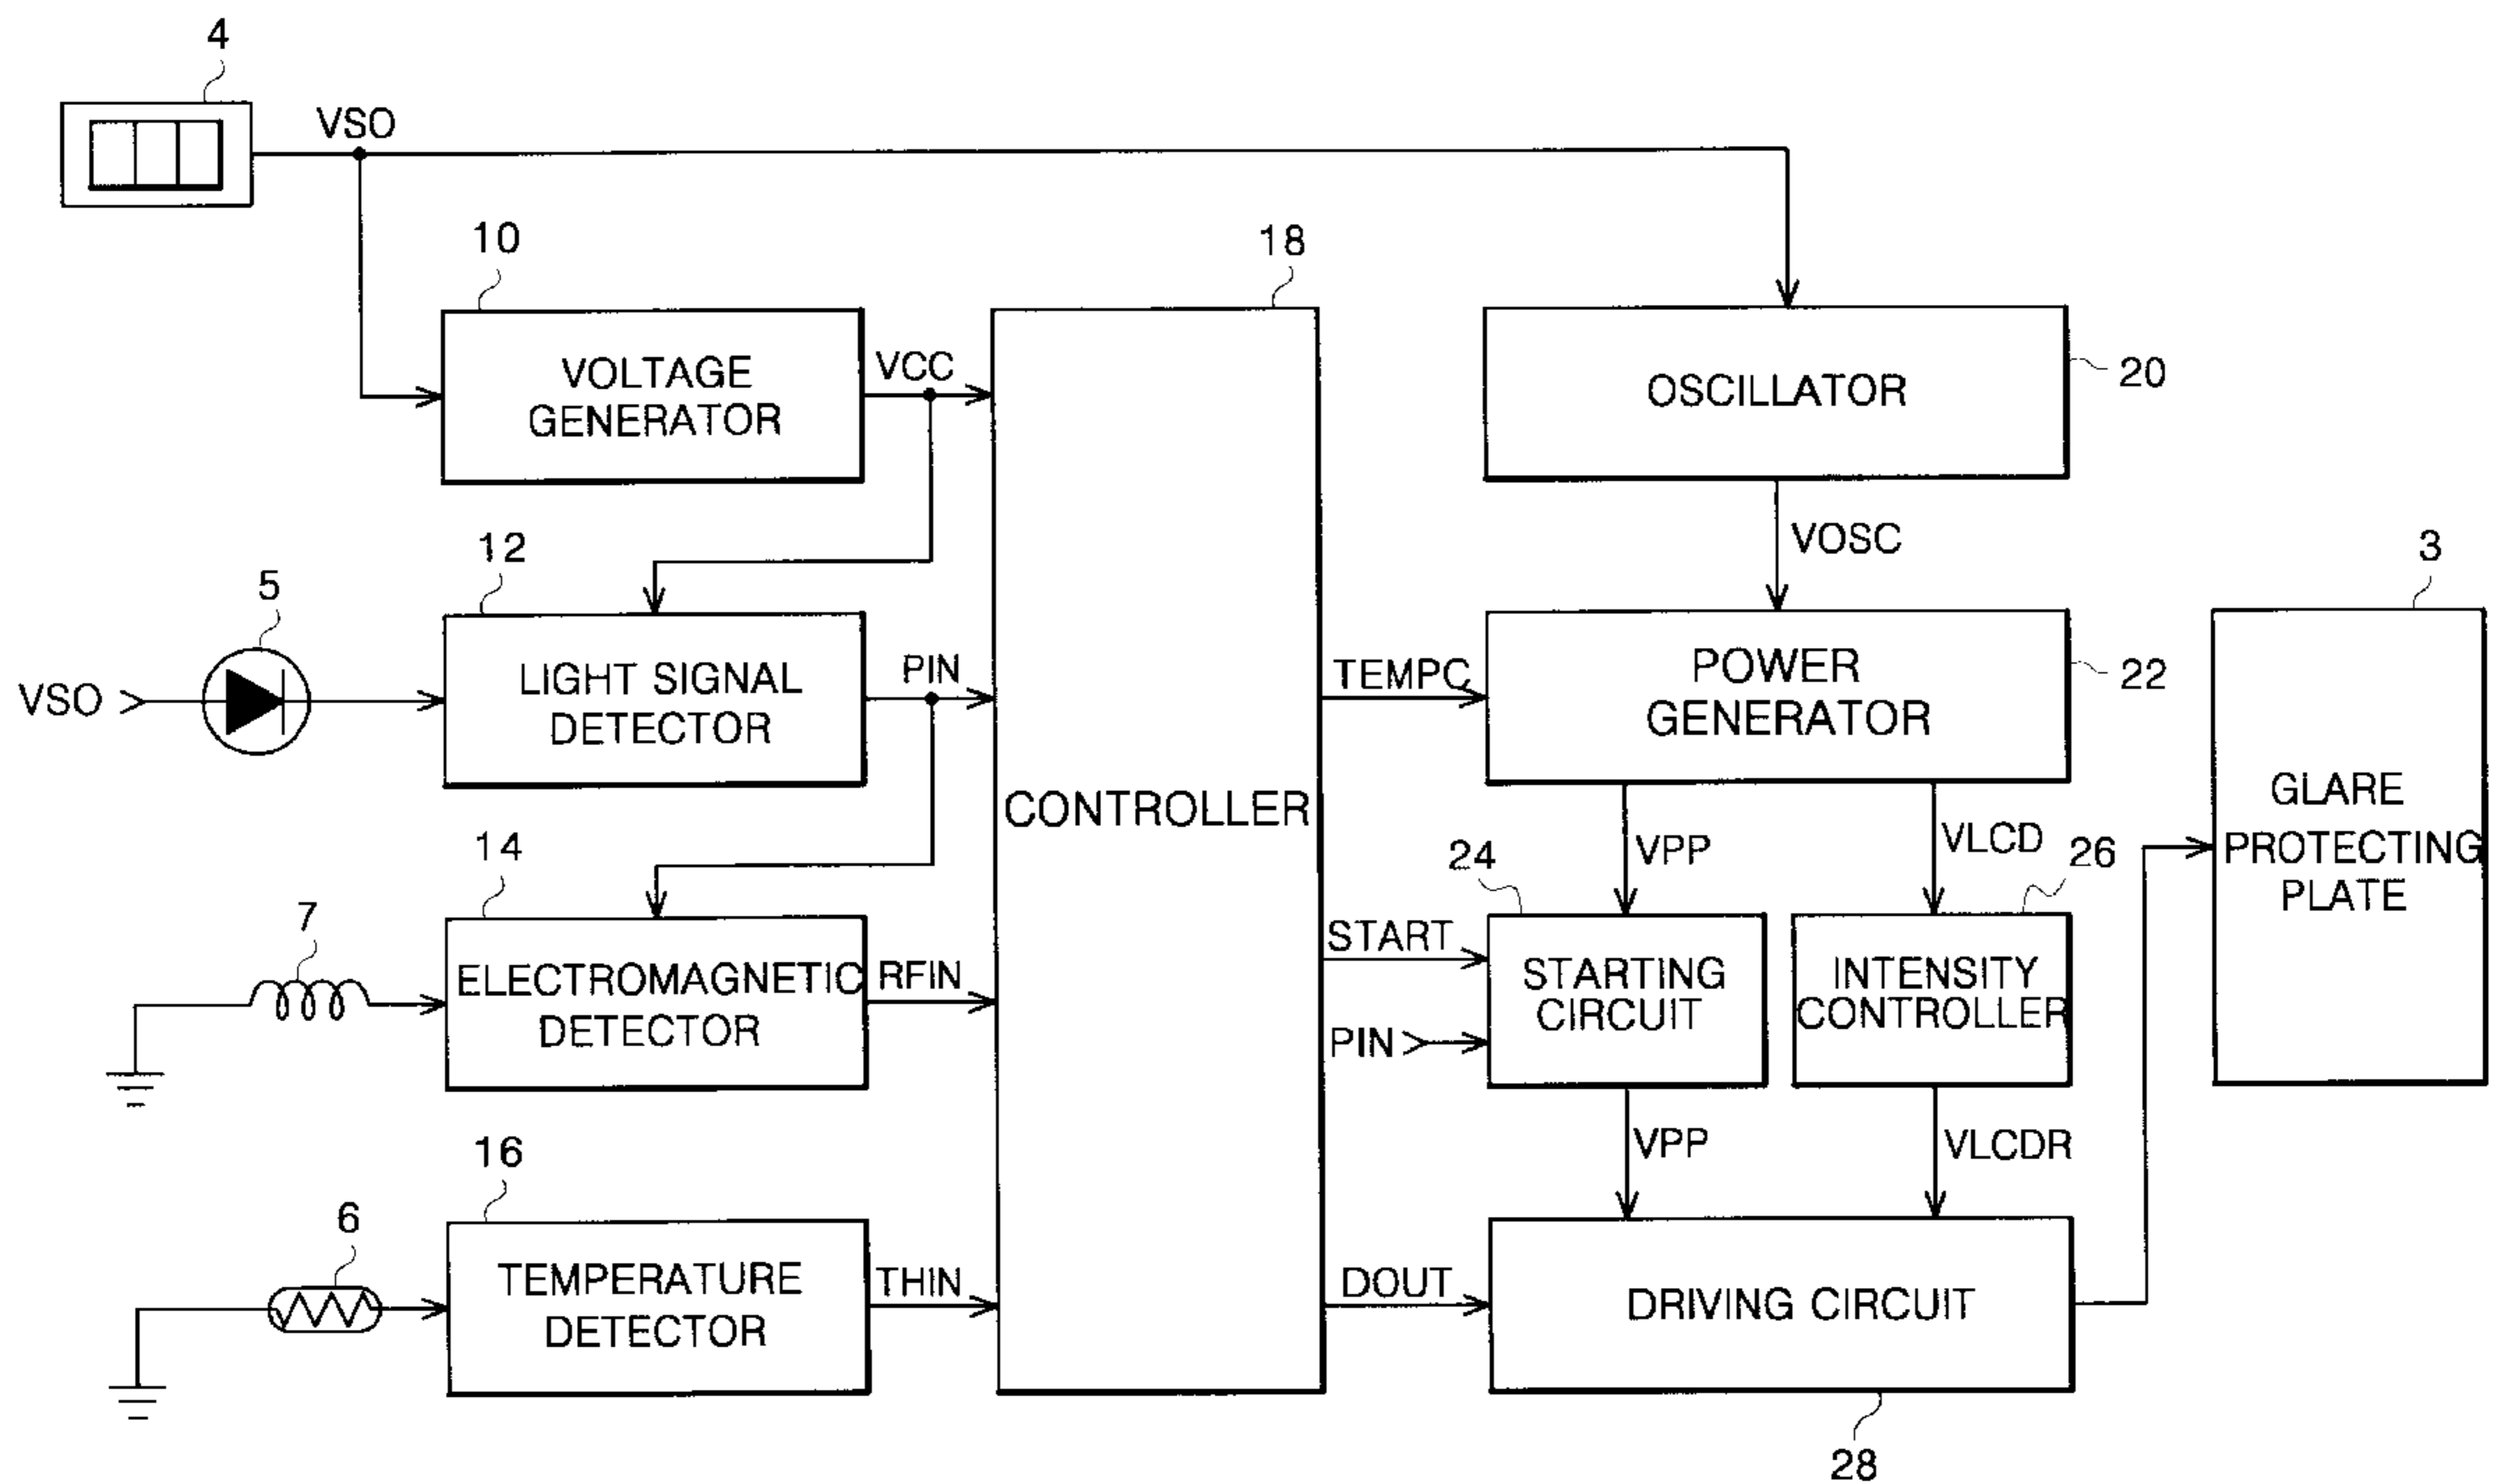 4
VSO
10
18
VOLTAGE
GENERATOR
VCC
OSCILLATOR
20
12
VOSC
3
5
VSO
LIGHT SIGNAL
DETECTOR
PIN
TEMPC
POWER
GENERATOR
22
CONTROLLER
GLARE
PROTECTING
PLATE
14
24
VPP
VLCD
26
7
ELECTROMAGNETIC
DETECTOR
RFIN
START
PIN
STARTING
CIRCUIT
INTENSITY
CONTROLLER
16
VPP
VLCDR
6
TEMPERATURE
DETECTOR
THIN
DOUT
DRIVING CIRCUIT
28